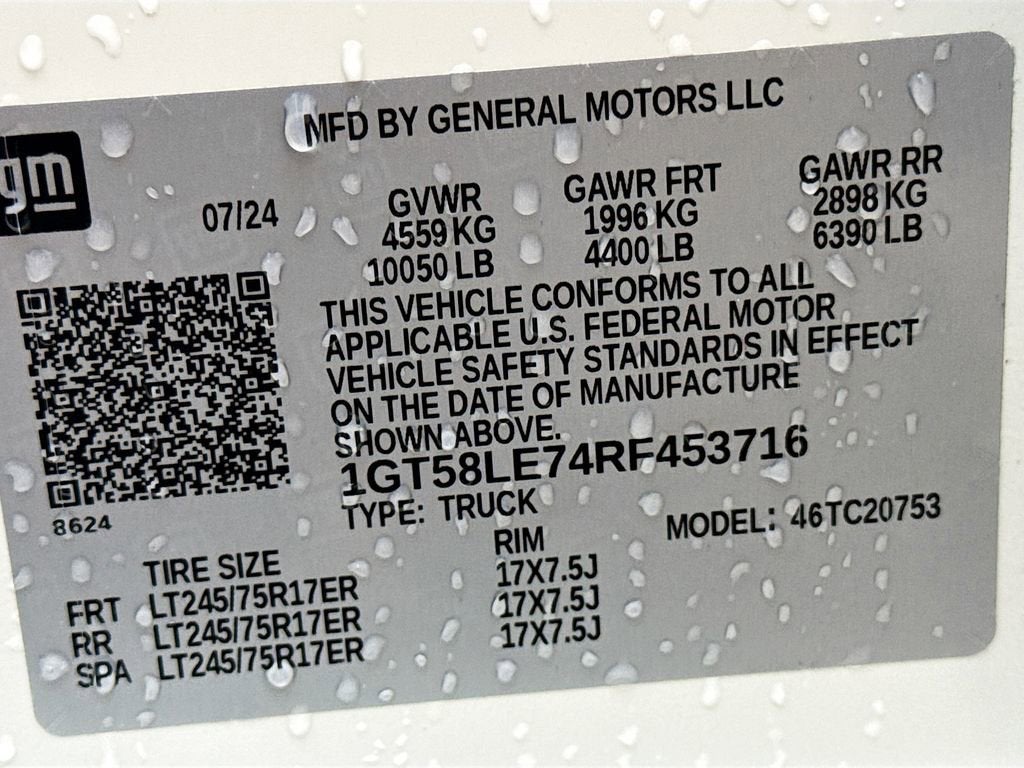 MFD BY GENERAL MOTORS LLC
gm
07/24
GVWR GAWR FRT GAWR RR
4559 KG 1996 KG 2898 KG
10050 LB 4400 LB 6390 LB
THIS VEHICLE CONFORMS TO ALL
APPLICABLE U.S. FEDERAL MOTOR
VEHICLE SAFETY STANDARDS IN EFFECT
ON THE DATE OF MANUFACTURE
SHOWN ABOVE.
1GT58LE74RF453716
TYPE: TRUCK MODEL: 46TC20753
8624
TIRE SIZE RIM
FRT LT245/75R17ER 17X7.5J
RR LT245/75R17ER 17X7.5J
SPA LT245/75R17ER 17X7.5J